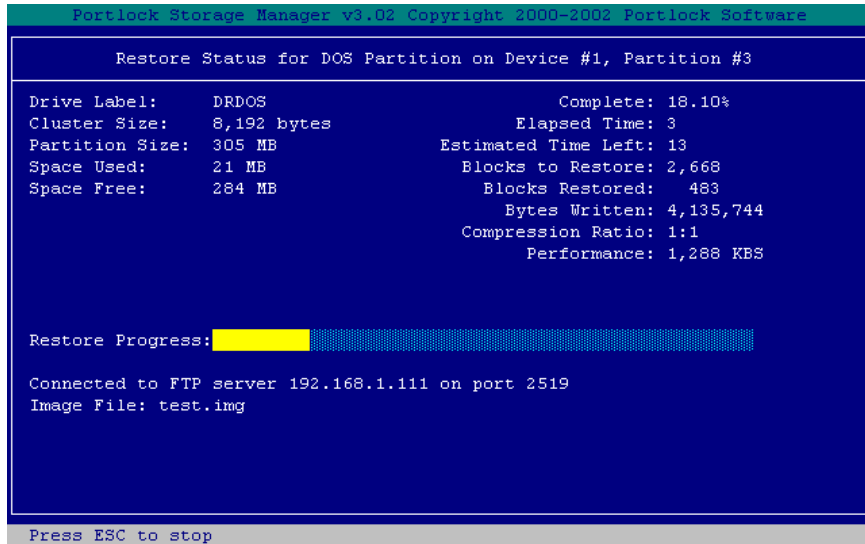 Portlock Storage Manager v3.02 Copyright 2000-2002 Portlock Software
Restore Status for DOS Partition on Device #1, Partition #3
Drive Label: DRDOS Complete: 18.10%
Cluster Size: 8,192 bytes Elapsed Time: 3
Partition Size: 305 MB Estimated Time Left: 13
Space Used: 21 MB Blocks to Restore: 2,668
Space Free: 284 MB Blocks Restored: 483
Bytes Written: 4,135,744
Compression Ratio: 1:1
Performance: 1,288 KBS
Restore Progress:
Connected to FTP server 192.168.1.111 on port 2519
Image File: test.img
Press ESC to stop